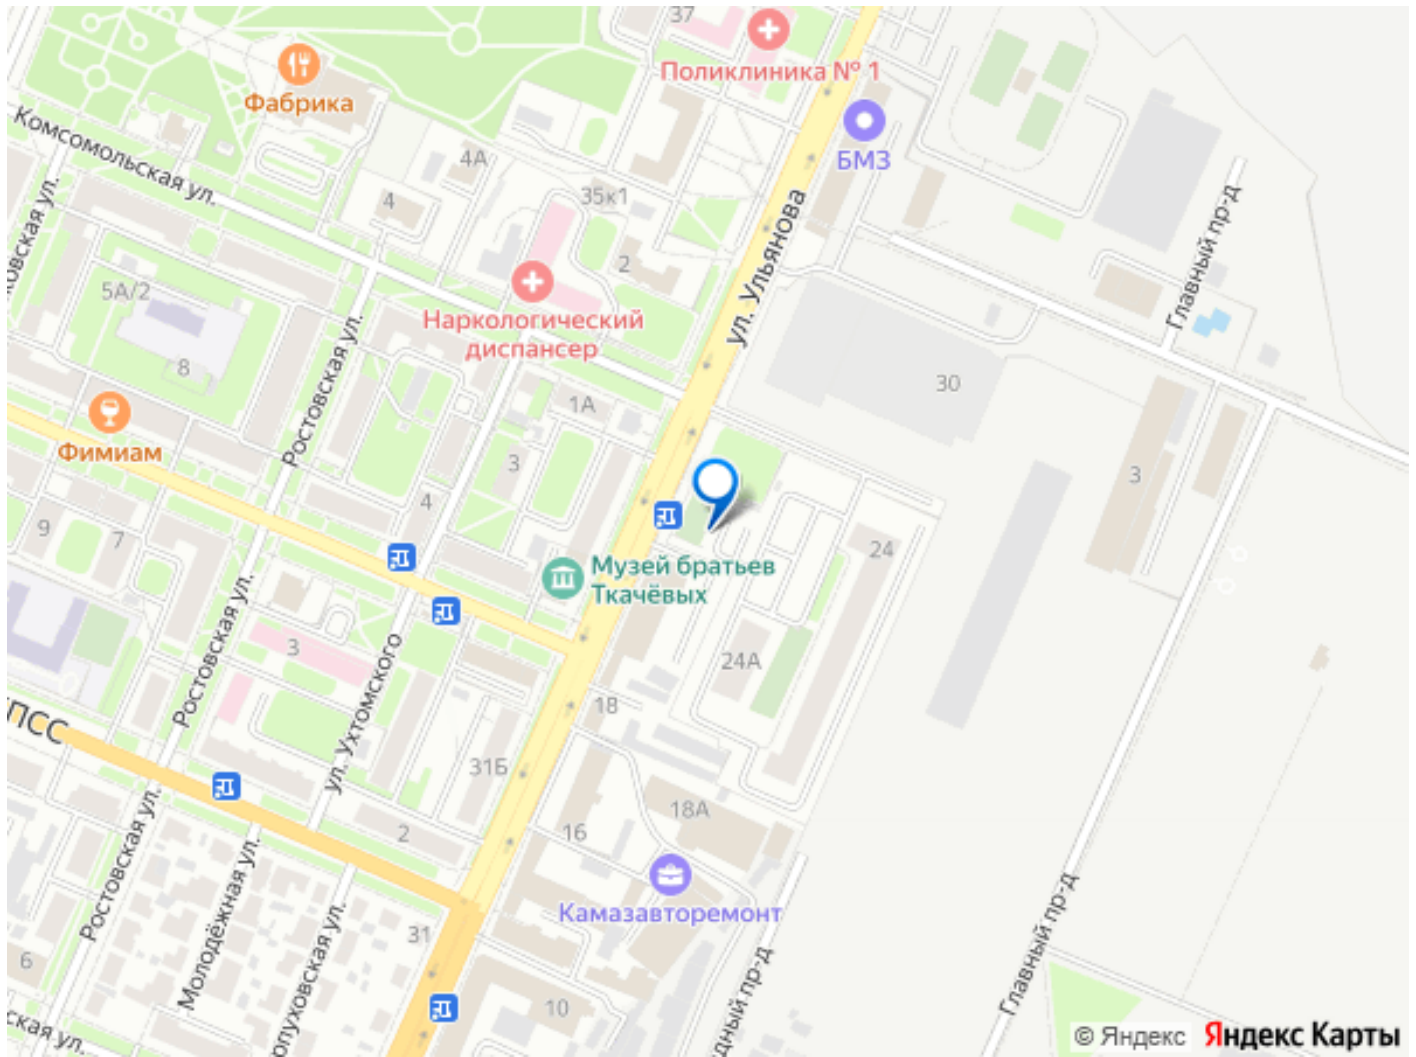 37
Поликлиника № 1
Фабрика
БМЗ
Комсомольская ул.
4А
4
35к1
2
ул. Ульянова
Главный пр-д
5А/2
Наркологический
диспансер
8
Ростовская ул.
30
1А
Фимиам
3
3
4
9
7
24
Музей братьев
Ткачёвых
Ростовская ул.
3
24А
ул. Ухтомского
18
ПСС
31Б
2
16
18А
Ростовская ул.
Молодёжная ул.
Камазавторемонт
31
6
10
Главный пр-д
© Яндекс Яндекс Карты